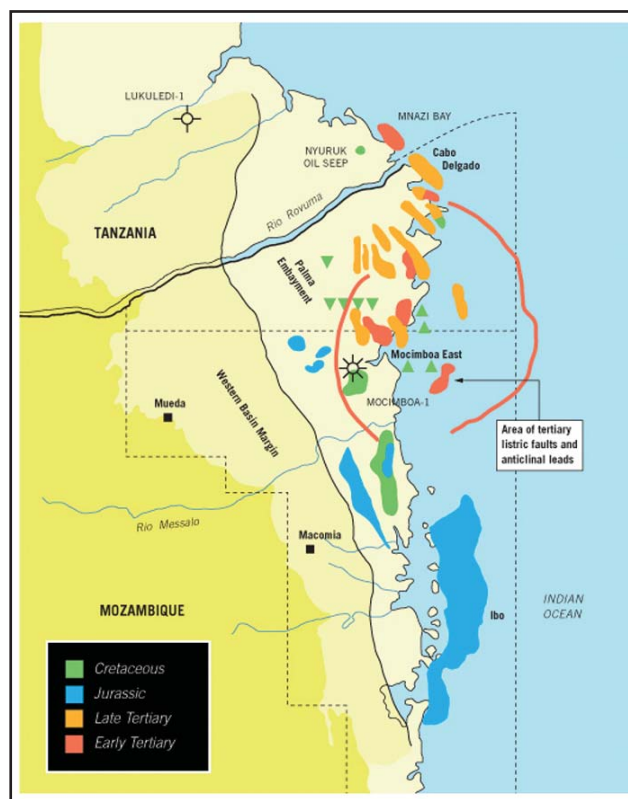 LUKULEDI-1
MNAZI BAY
NYURUK
OIL SEEP
Cabo
Delgado
Rio Rovuma
TANZANIA
Palma
Embayment
Mocimboa East
MOCIMBOA-1
Mueda
Western Basin Margin
Area of tertiary
listric faults and
anticlinal leads
Rio Messalo
Macomia
MOZAMBIQUE
Ibo
INDIAN
OCEAN
Cretaceous
Jurassic
Late Tertiary
Early Tertiary